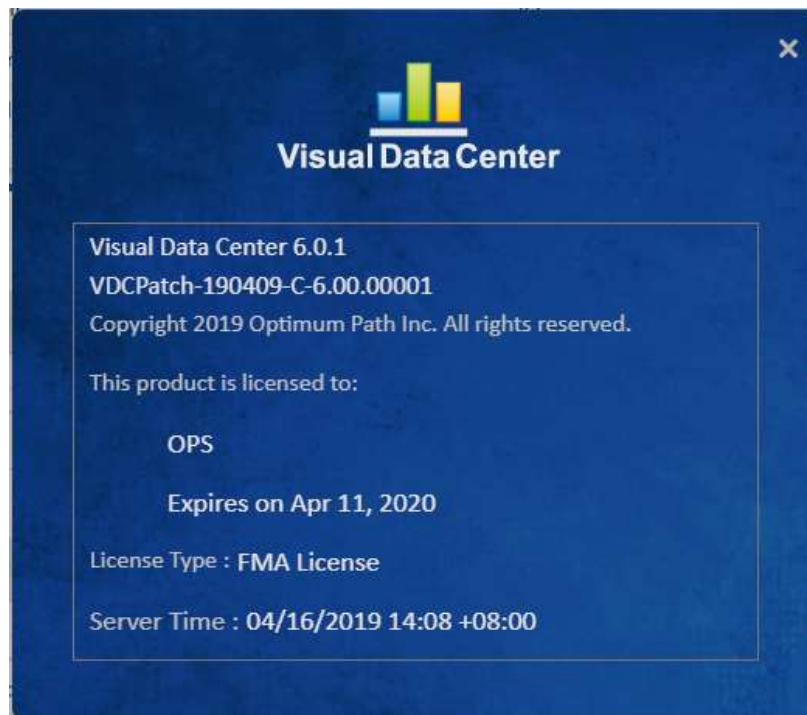 Visual Data Center
Visual Data Center 6.0.1
VDCPatch-190409-C-6.00.00001
Copyright 2019 Optimum Path Inc. All rights reserved.
This product is licensed to:
OPS
Expires on Apr 11, 2020
License Type : FMA License
Server Time : 04/16/2019 14:08 +08:00